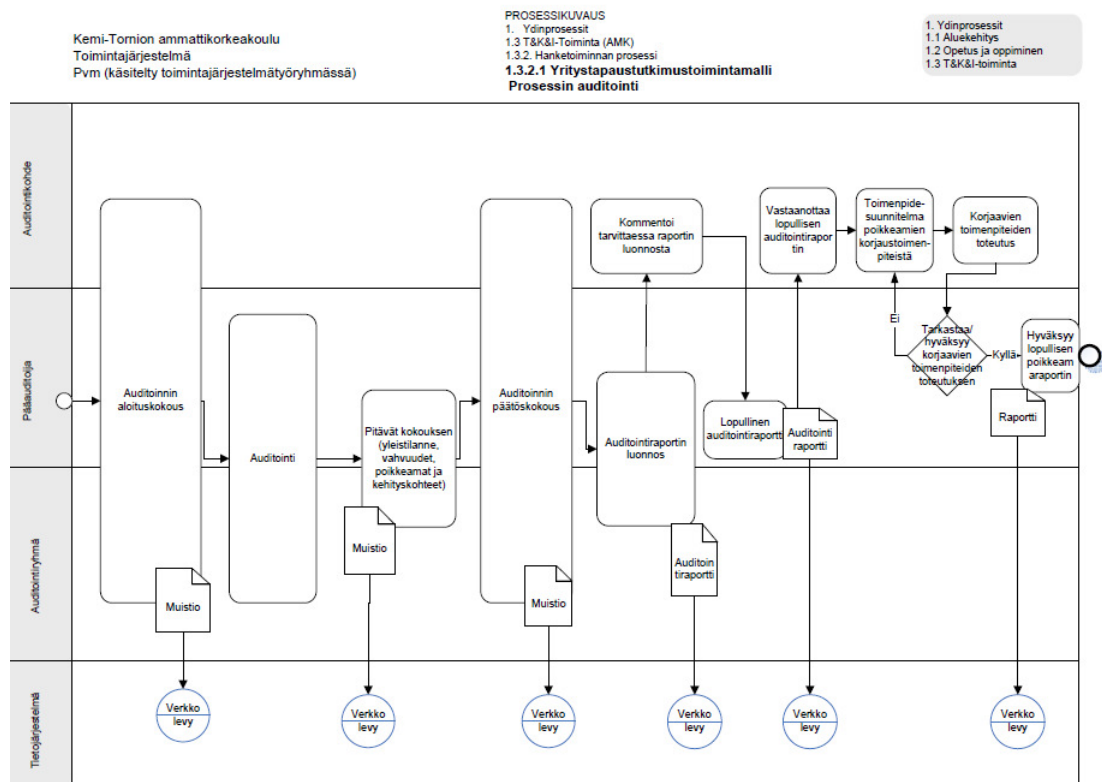 Kemi-Tornion ammattikorkeakoulu
Toimintajärjestelmä
Pvm (käsitelty toimintajärjestelmätyöryhmässä)
PROSESSIKUVAUS
1. Ydinprosessit
1.3 T&K&I-Toiminta (AMK)
1.3.2. Hanketoiminnan prosessi
1.3.2.1 Yritystapaustutkimustoimintamalli
Prosessin auditointi
1. Ydinprosessit
1.1 Aluekehitys
1.2 Opetus ja oppiminen
1.3 T&K&I-toiminta
Auditointikohde
Kommentoi
tarvittaessa raportin
luonnosta
Vastaanottaa
lopullisen
auditointirapor
tin
Toimenpide-
suunnitelma
poikkeamien
korjaustoimen-
piteistä
Korjaavien
toimenpiteiden
toteutus
Pääauditoija
Auditoinnin
aloituskokous
Auditointi
Pitävät kokouksen
(yleistilanne,
vahvuudet,
poikkeamat ja
kehityskohteet)
Auditoinnin
päätöskokous
Auditointiraportin
luonnos
Lopullinen
auditointiraportti
Auditointi
raportti
Ei
Tarkastaa/
hyväksyy
korjaavien
toimenpiteiden
toteutuksen
Kyllä
Hyväksyy
lopullisen
poikkeam
araportin
Raportti
Auditointiryhmä
Muistio
Muistio
Muistio
Auditoin
tiraportti
Tietojärjestelmä
Verkko
levy
Verkko
levy
Verkko
levy
Verkko
levy
Verkko
levy
Verkko
levy